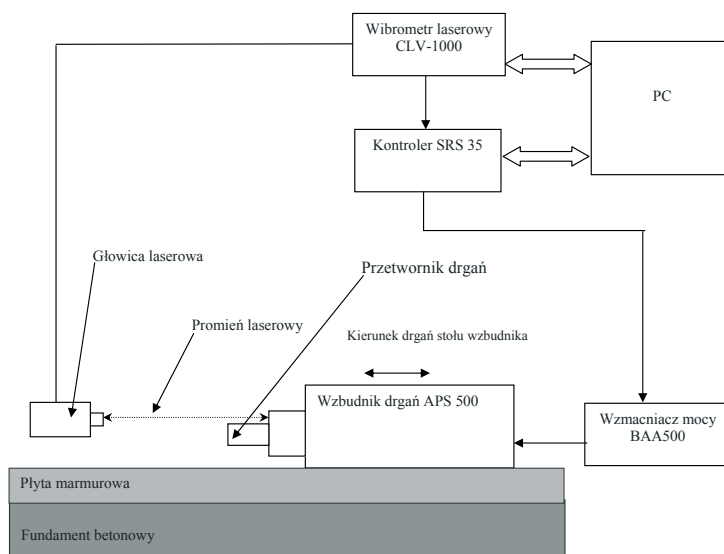 Wibrometr laserowy
CLV-1000
PC
Kontroler SRS 35
Głowica laserowa
Przetwornik drgań
Promień laserowy
Kierunek drgań stołu wzbudnika
Wzbudnik drgań APS 500
Wzmacniacz mocy
BAA500
Płyta marmurowa
Fundament betonowy